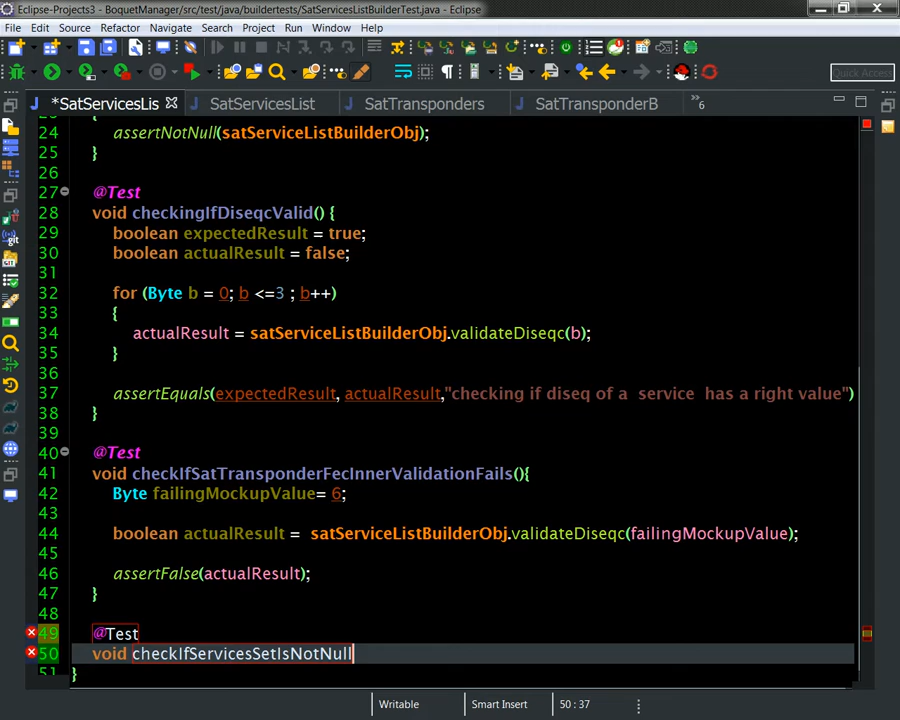 Eclipse-Projects3 - BoquetManager/src/test/java/buildertests/SatServicesListBuilderTest.java - Eclipse
File Edit Source Refactor Navigate Search Project Run Window Help
Quick Access
*SatServicesLis SatServicesList SatTransponders SatTransponderB »6
24 assertNotNull(satServiceListBuilderObj);
25 }
26
27 @Test
28 void checkingIfDiseqcValid() {
29 boolean expectedResult = true;
30 boolean actualResult = false;
31
32 for (Byte b = 0; b <=3 ; b++)
33 {
34 actualResult = satServiceListBuilderObj.validateDiseqc(b);
35 }
36
37 assertEquals(expectedResult, actualResult,"checking if diseq of a  service  has a right value")
38 }
39
40 @Test
41 void checkIfSatTransponderFecInnerValidationFails(){
42 Byte failingMockupValue= 6;
43
44 boolean actualResult =  satServiceListBuilderObj.validateDiseqc(failingMockupValue);
45
46 assertFalse(actualResult);
47 }
48
49 @Test
50 void checkIfServicesSetIsNotNull
51 }
Writable Smart Insert 50 : 37